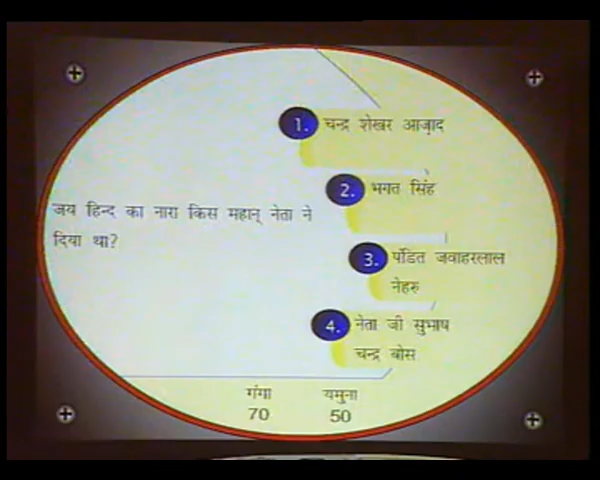 1. चन्द्र शेखर आज़ाद
2. भगत सिंह
जय हिन्द का नारा किस महान् नेता ने
दिया था?
3. पंडित जवाहरलाल
नेहरु
4. नेता जी सुभाष
चन्द्र बोस
गंगा यमुना
70 50